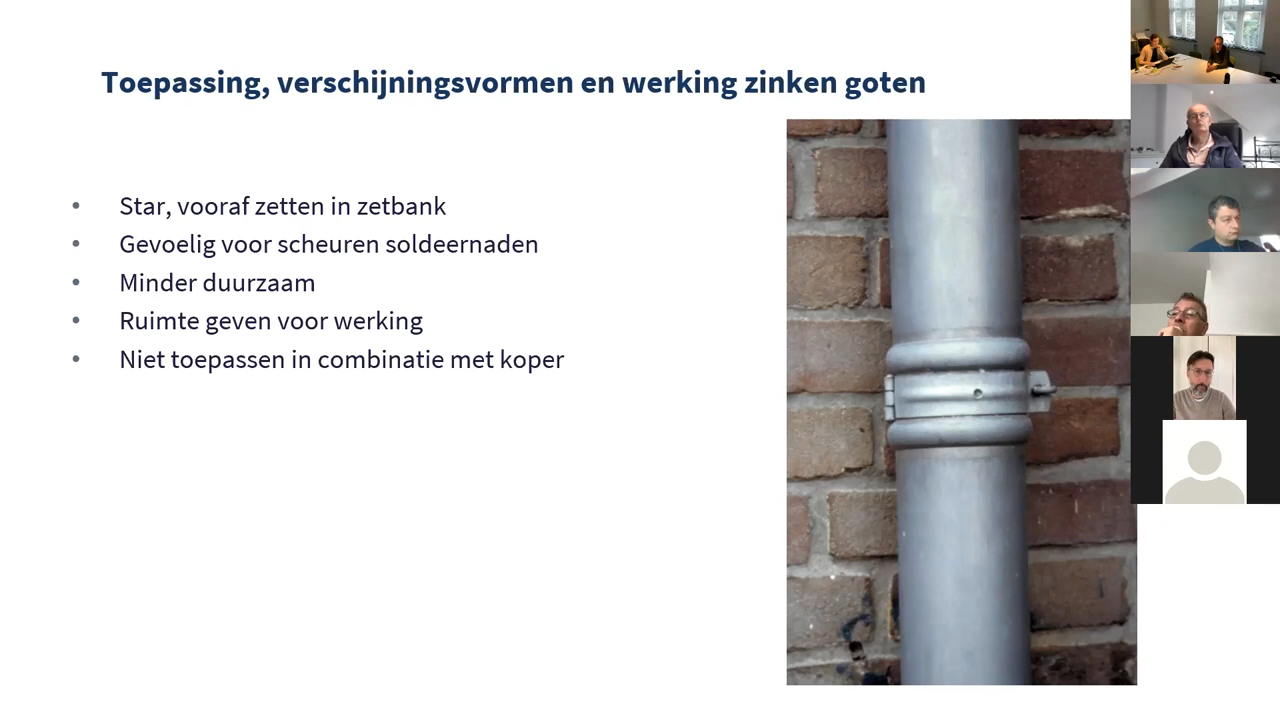 Toepassing, verschijningsvormen en werking zinken goten
• Star, vooraf zetten in zetbank
• Gevoelig voor scheuren soldeernaden
• Minder duurzaam
• Ruimte geven voor werking
• Niet toepassen in combinatie met koper